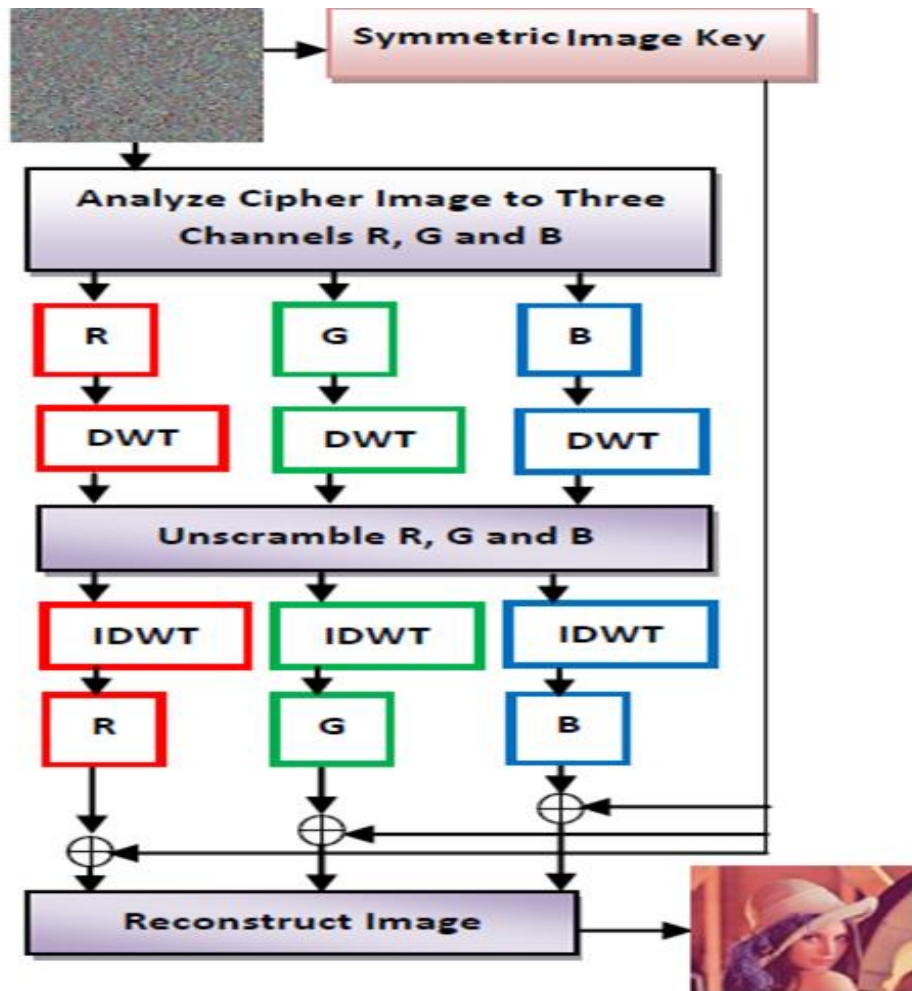 Symmetric Image Key
Analyze Cipher Image to Three
Channels R, G and B
R
G
B
DWT
DWT
DWT
Unscramble R, G and B
IDWT
IDWT
IDWT
R
G
B
Reconstruct Image